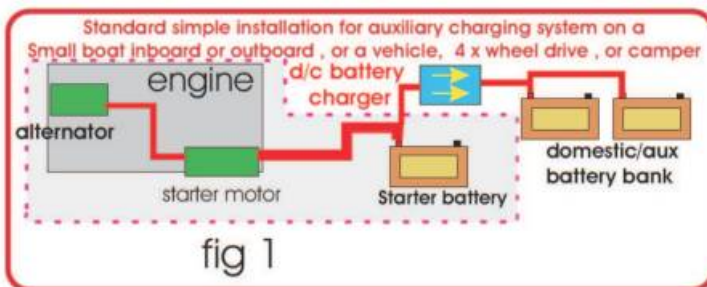 Standard simple installation for auxiliary charging system on a
Small boat inboard or outboard , or a vehicle, 4 x wheel drive , or camper
engine
d/c battery
charger
alternator
starter motor
Starter battery
domestic/aux
battery bank
fig 1